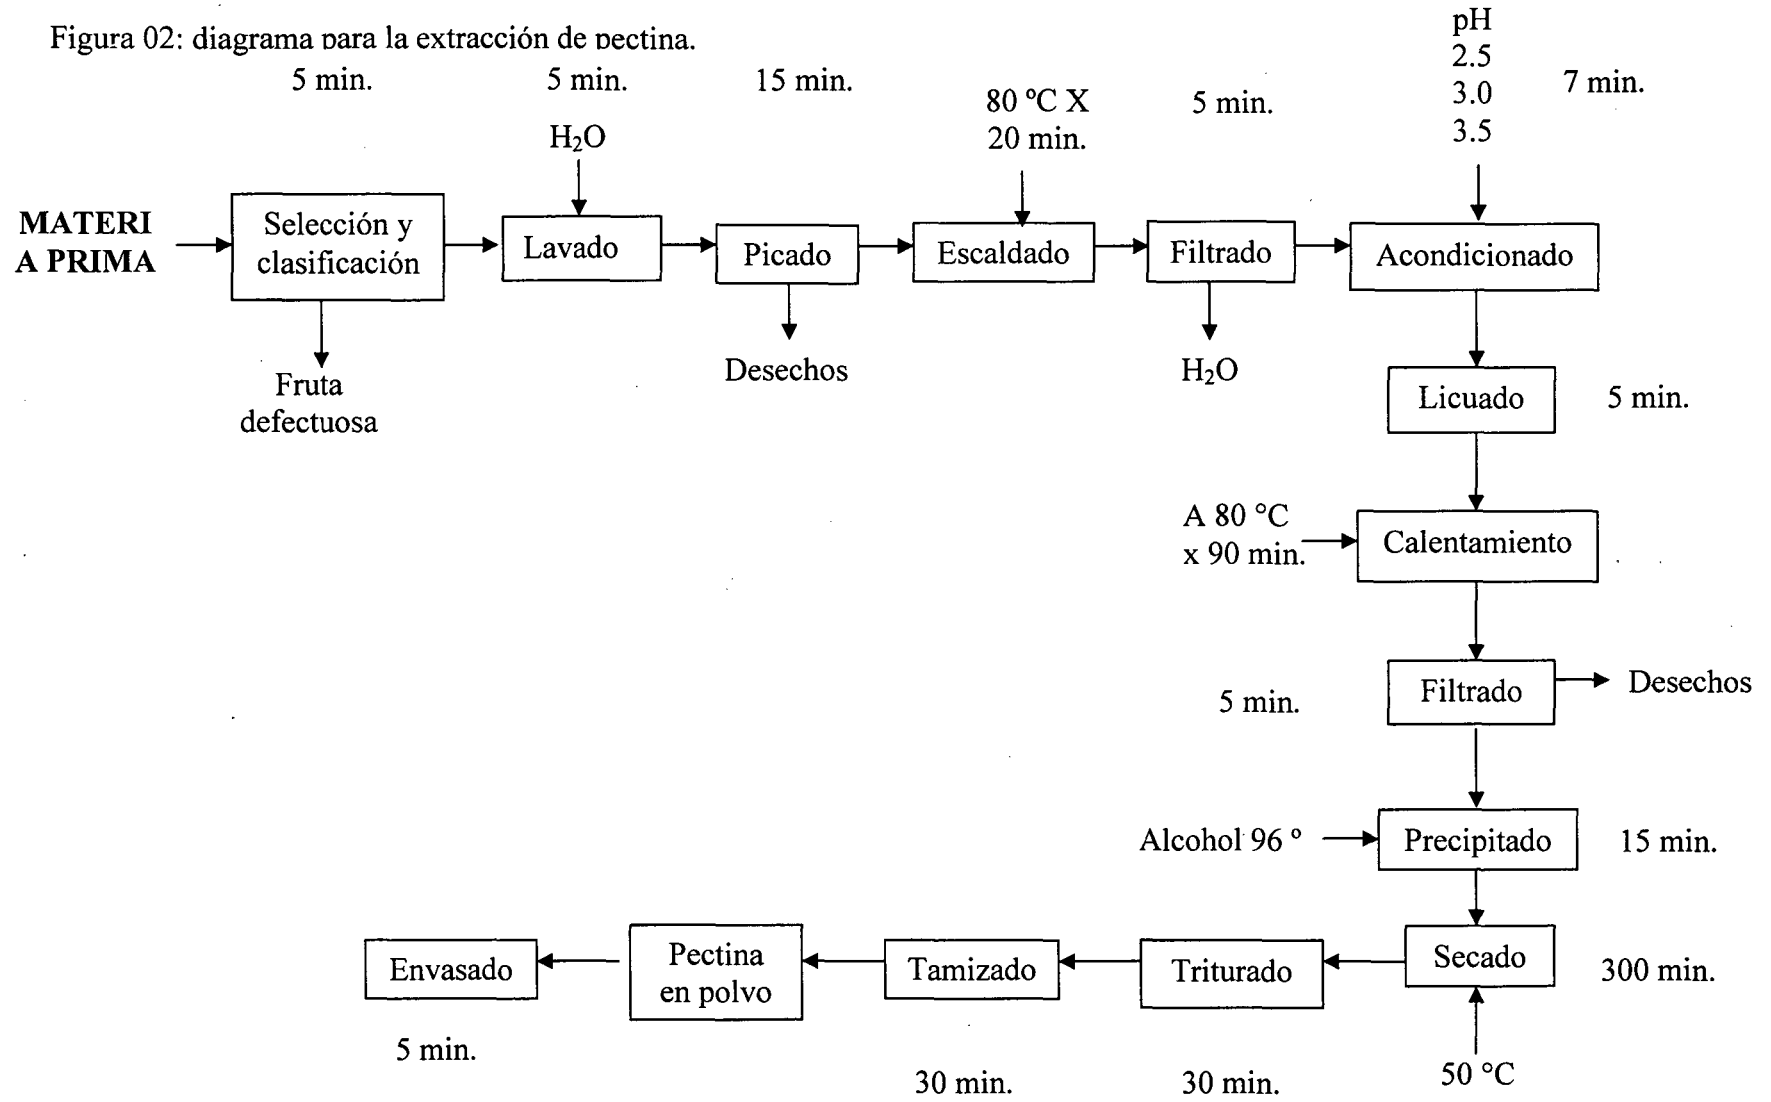 Figura 02: diagrama para la extracción de pectina.
5 min.
5 min.
15 min.
80 ºC X
20 min.
5 min.
pH
2.5
3.0
3.5
7 min.
H₂O
MATERI
A PRIMA
Selección y
clasificación
Lavado
Picado
Escaldado
Filtrado
Acondicionado
Fruta
defectuosa
Desechos
H₂O
Licuado
5 min.
A 80 °C
x 90 min.
Calentamiento
5 min.
Filtrado
Desechos
Alcohol 96 º
Precipitado
15 min.
Envasado
Pectina
en polvo
Tamizado
Triturado
Secado
300 min.
5 min.
30 min.
30 min.
50 °C